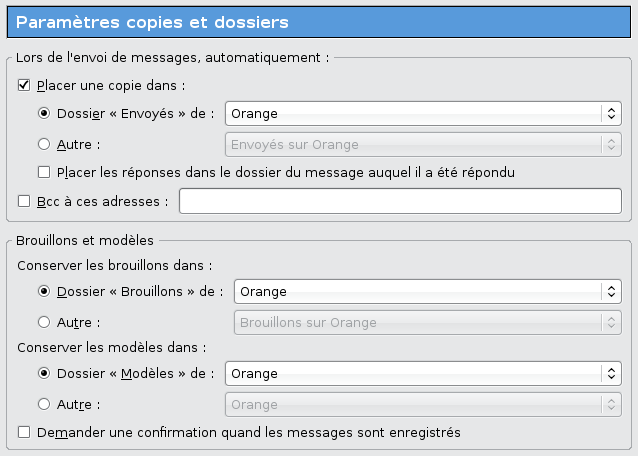 Paramètres copies et dossiers
Lors de l'envoi de messages, automatiquement :
Placer une copie dans :
Dossier « Envoyés » de : Orange
Autre : Envoyés sur Orange
Placer les réponses dans le dossier du message auquel il a été répondu
Bcc à ces adresses :
Brouillons et modèles
Conserver les brouillons dans :
Dossier « Brouillons » de : Orange
Autre : Brouillons sur Orange
Conserver les modèles dans :
Dossier « Modèles » de : Orange
Autre : Orange
Demander une confirmation quand les messages sont enregistrés